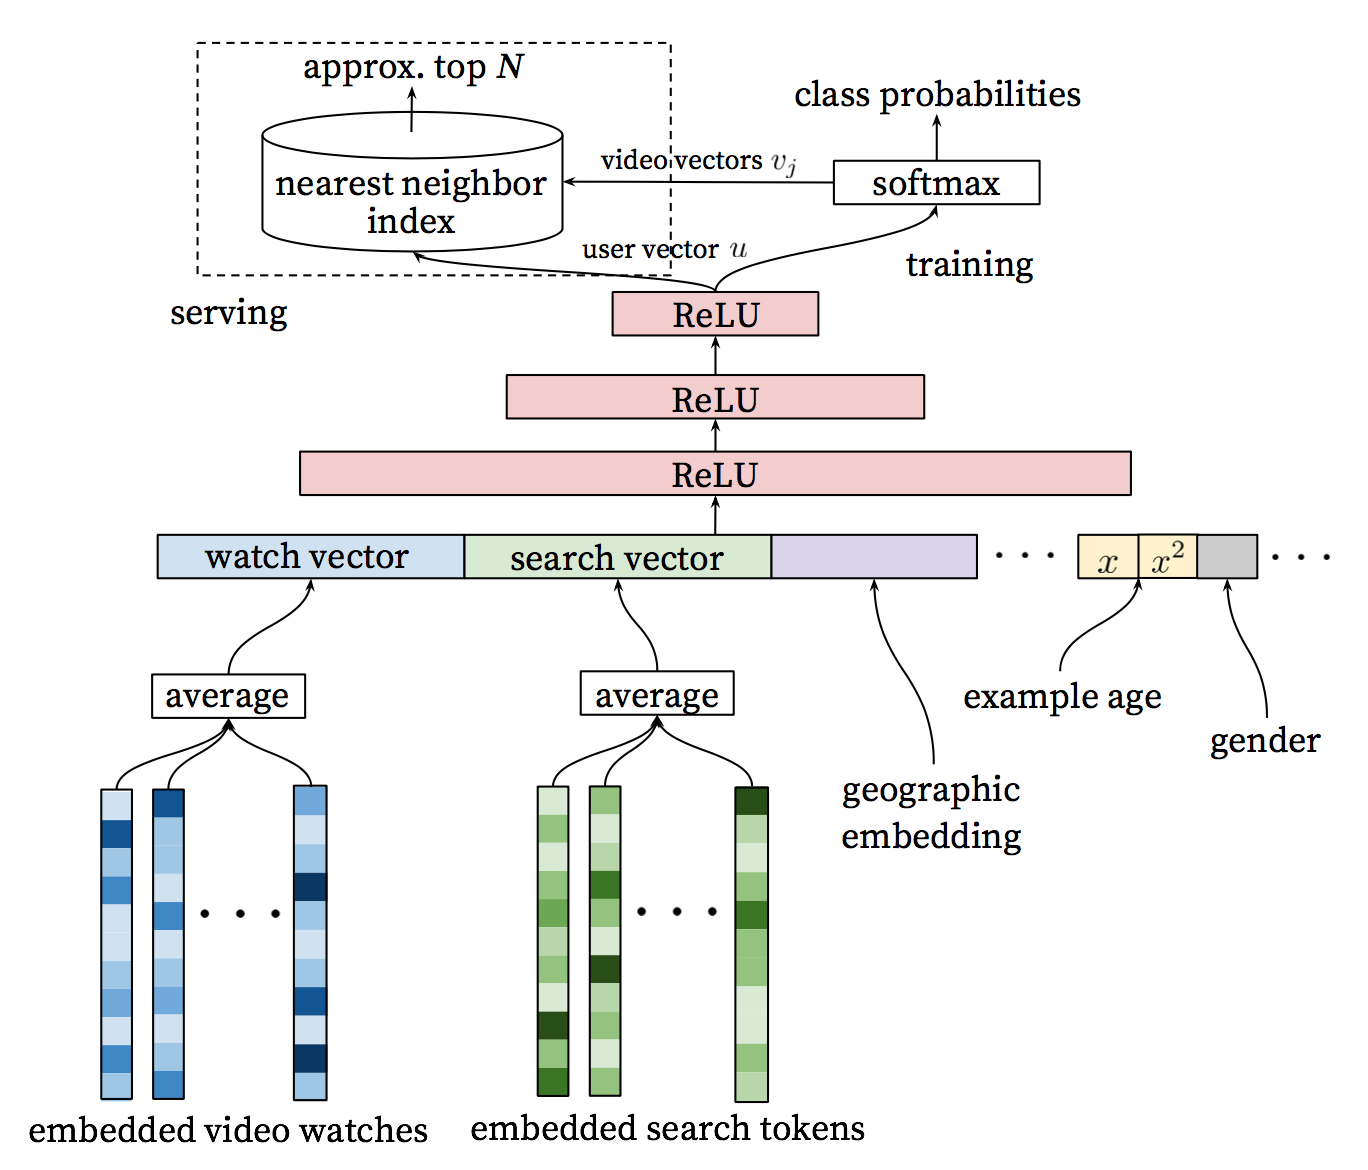 approx. top N
class probabilities
video vectors v_j
nearest neighbor
index
softmax
user vector u
training
serving
ReLU
ReLU
ReLU
watch vector
search vector
. . .
x
x²
. . .
average
average
example age
gender
geographic
embedding
. . .
. . .
embedded video watches
embedded search tokens